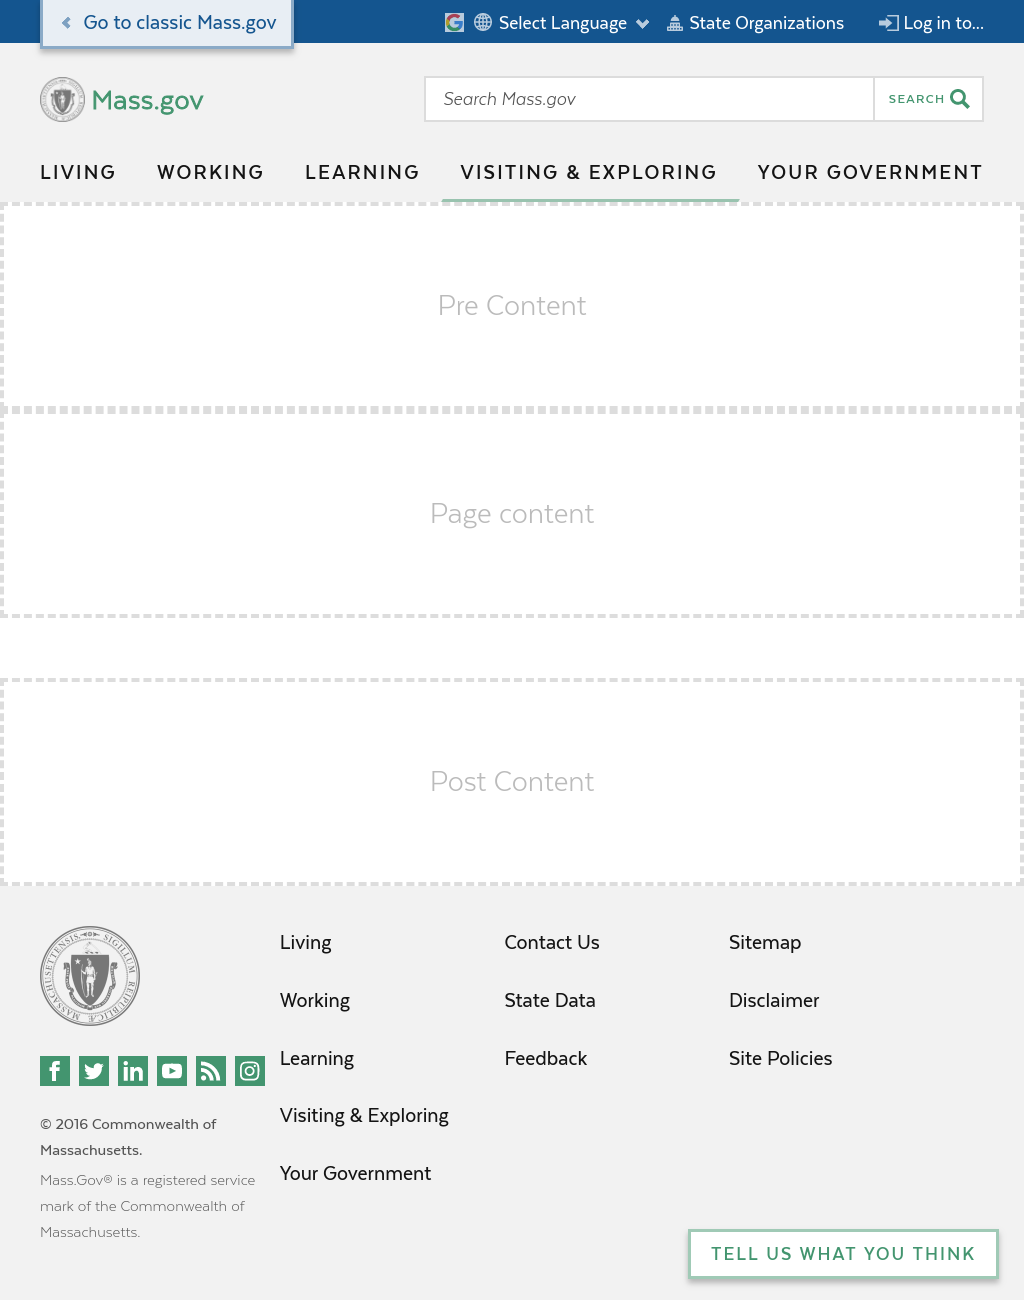 Go to classic Mass.gov
Select Language
State Organizations
Log in to...
Mass.gov
Search Mass.gov
SEARCH
LIVING
WORKING
LEARNING
VISITING & EXPLORING
YOUR GOVERNMENT
Pre Content
Page content
Post Content
SIGILLUM REIPUBLICÆ MASSACHUSETTENSIS
Living
Working
Learning
Visiting & Exploring
Your Government
Contact Us
State Data
Feedback
Sitemap
Disclaimer
Site Policies
© 2016 Commonwealth of
Massachusetts.
Mass.Gov® is a registered service
mark of the Commonwealth of
Massachusetts.
TELL US WHAT YOU THINK